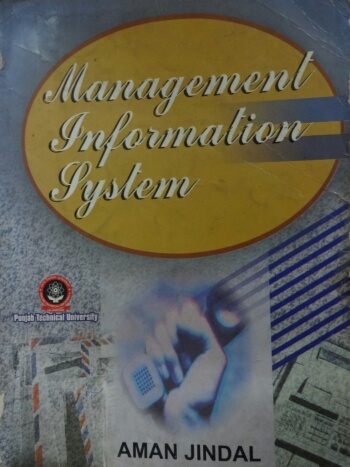 Management
Information
System
Punjab Technical University
AMAN JINDAL